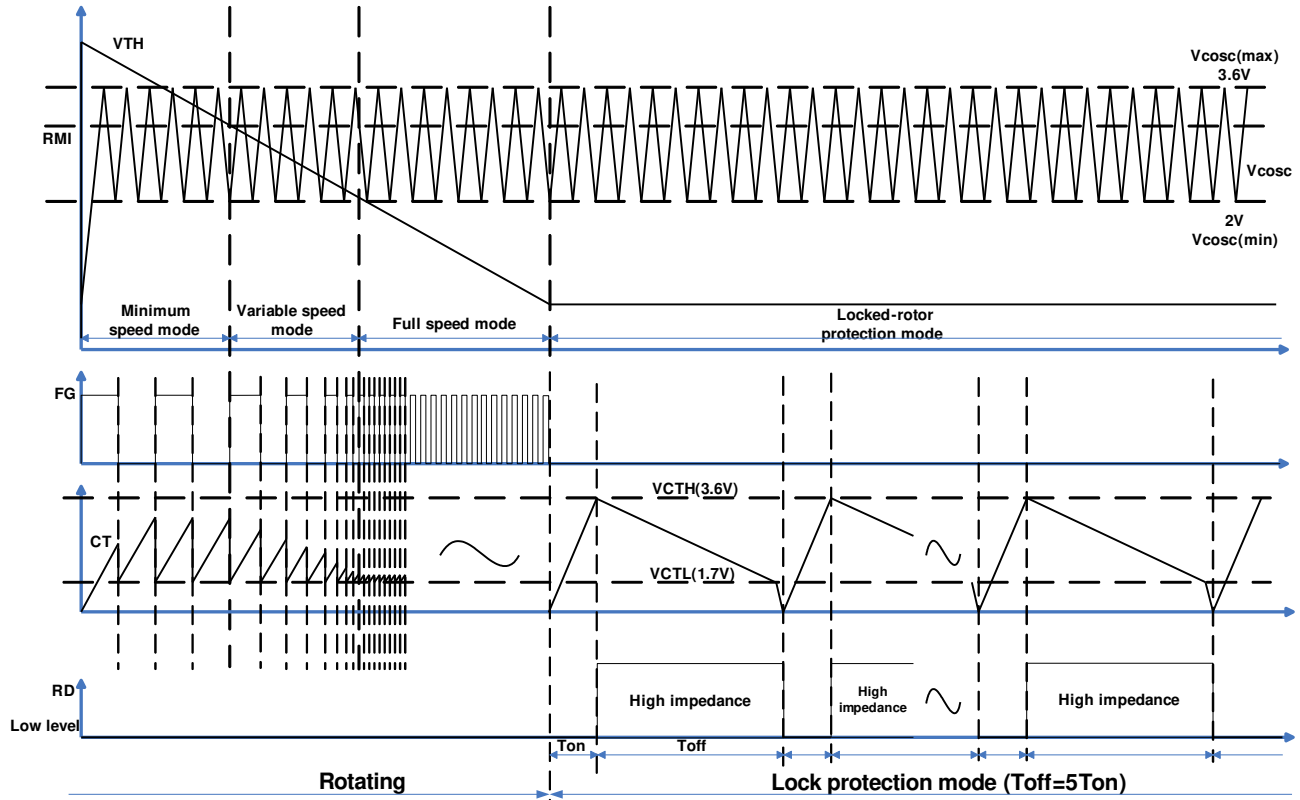 VTH
Vcosc(max)
3.6V
RMI
Vcosc
2V
Vcosc(min)
Minimum
speed mode
Variable speed
mode
Full speed mode
Locked-rotor
protection mode
FG
VCTH(3.6V)
CT
VCTL(1.7V)
RD
High impedance
High
impedance
High impedance
Low level
Ton
Toff
Rotating
Lock protection mode (Toff=5Ton)